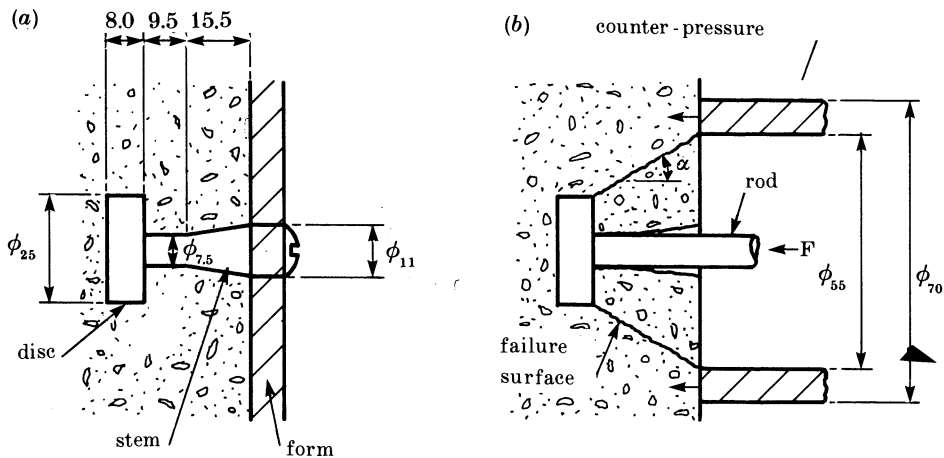 (a)
8.0 9.5 15.5
ϕ25
ϕ7.5
ϕ11
disc
stem
form
(b)
counter-pressure
α
rod
F
ϕ55
ϕ70
failure
surface